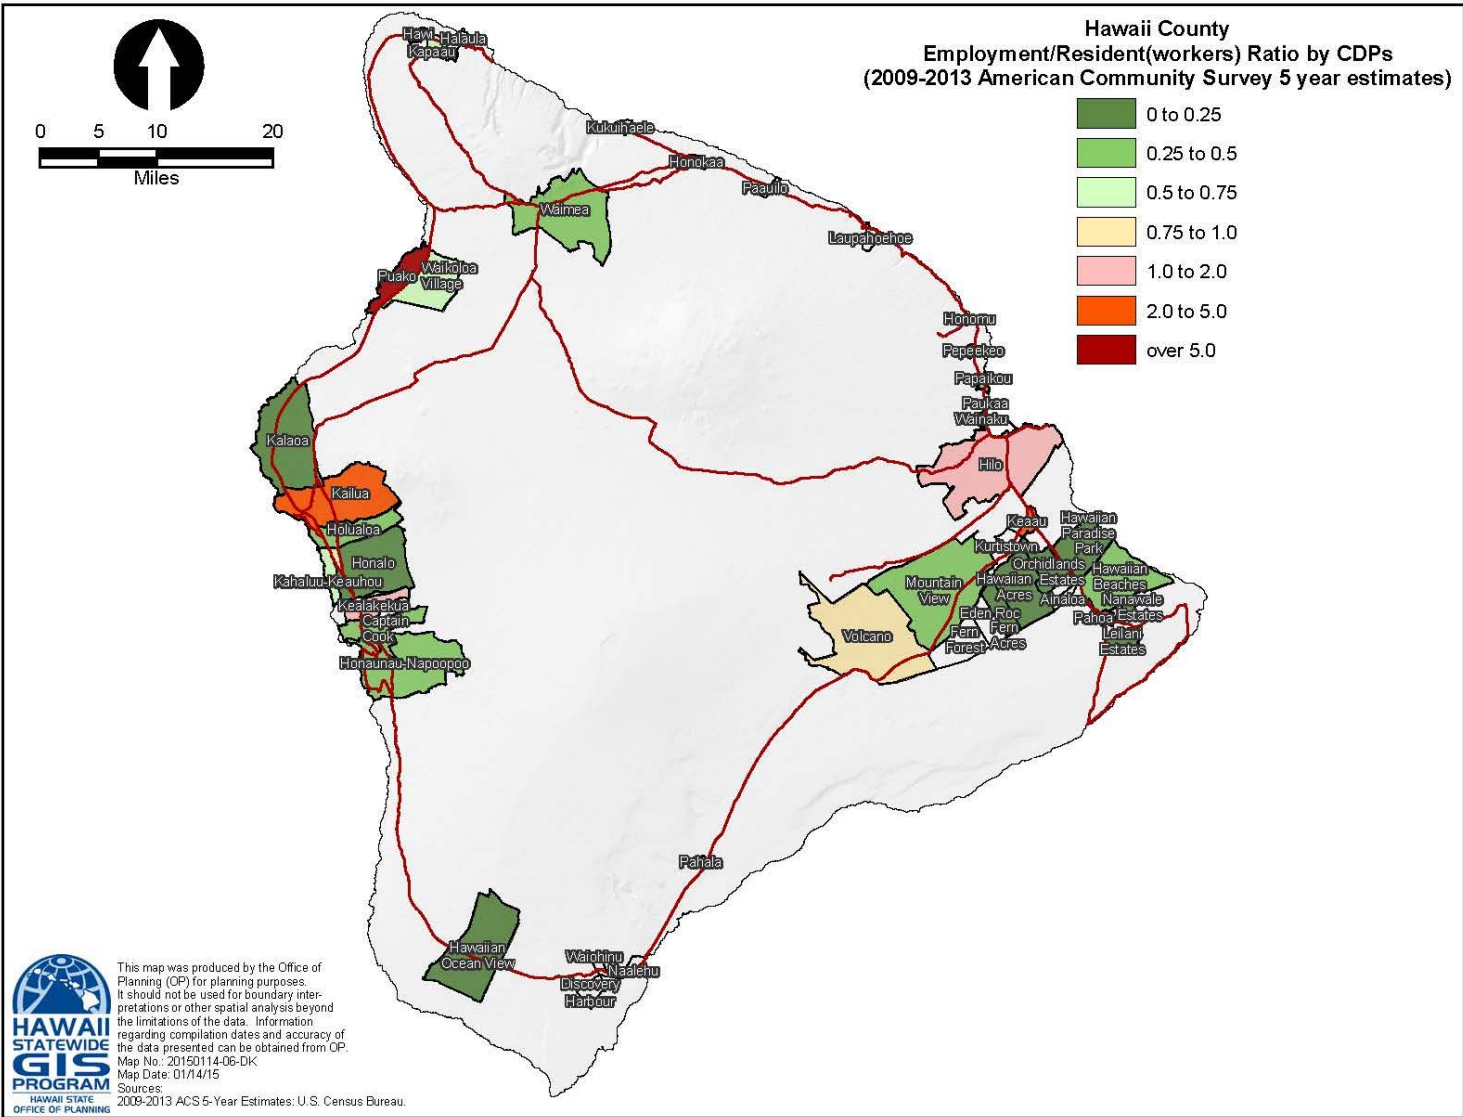 Hawaii County
Employment/Resident(workers) Ratio by CDPs
(2009-2013 American Community Survey 5 year estimates)
0 to 0.25
0.25 to 0.5
0.5 to 0.75
0.75 to 1.0
1.0 to 2.0
2.0 to 5.0
over 5.0
0 5 10 20
Miles
Hawi
Halaula
Kapaau
Kukuihaele
Honokaa
Paauilo
Waimea
Laupahoehoe
Puako
Waikoloa
Village
Honomu
Pepeekeo
Papaikou
Paukaa
Wainaku
Kalaoa
Hilo
Kailua
Holualoa
Keaau
Hawaiian
Paradise
Park
Kurtistown
Honalo
Orchidlands
Estates
Hawaiian
Beaches
Kahaluu-Keauhou
Mountain
View
Hawaiian
Acres
Ainaloa
Nanawale
Estates
Kealakekua
Captain
Cook
Eden Roc
Pahoa
Fern
Acres
Leilani
Estates
Volcano
Fern
Forest
Honaunau-Napoopoo
Pahala
Hawaiian
Ocean View
Waiohinu
Naalehu
Discovery
Harbour
HAWAII
STATEWIDE
GIS
PROGRAM
HAWAII STATE
OFFICE OF PLANNING
This map was produced by the Office of
Planning (OP) for planning purposes.
It should not be used for boundary inter-
pretations or other spatial analysis beyond
the limitations of the data. Information
regarding compilation dates and accuracy of
the data presented can be obtained from OP.
Map No.: 20150114-06-DK
Map Date: 01/14/15
Sources:
2009-2013 ACS 5-Year Estimates: U.S. Census Bureau.